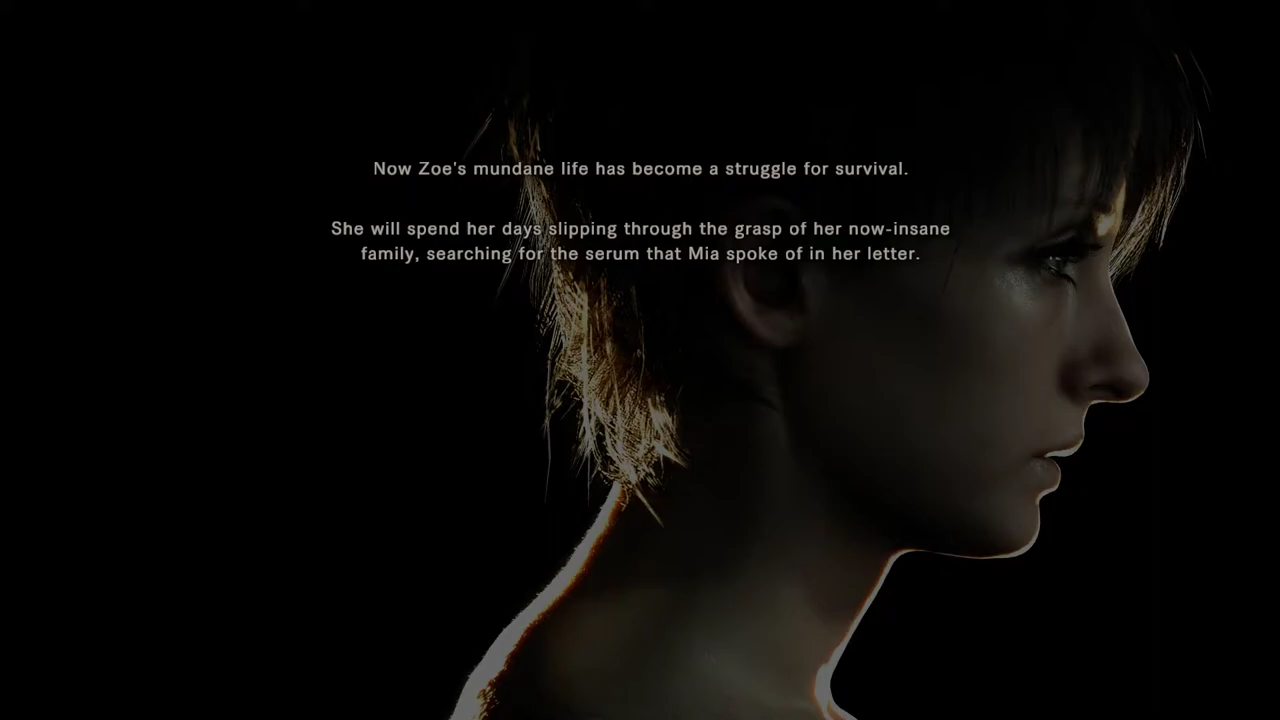 Now Zoe's mundane life has become a struggle for survival.
She will spend her days slipping through the grasp of her now-insane
family, searching for the serum that Mia spoke of in her letter.